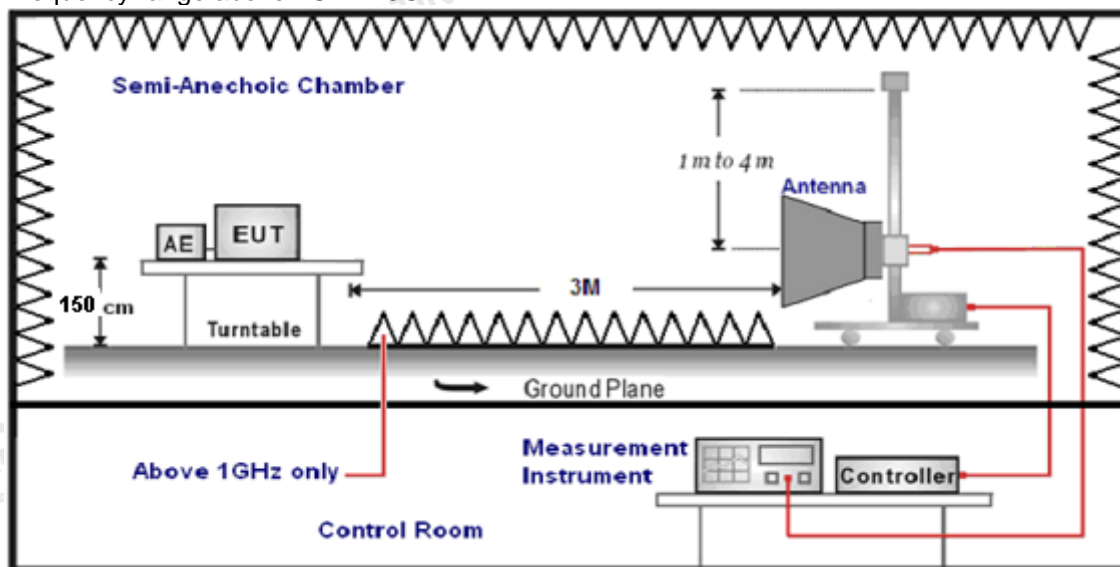 Semi-Anechoic Chamber
1 m to 4 m
Antenna
AE
EUT
150 cm
3M
Turntable
Ground Plane
Above 1GHz only
Measurement
Instrument
Controller
Control Room